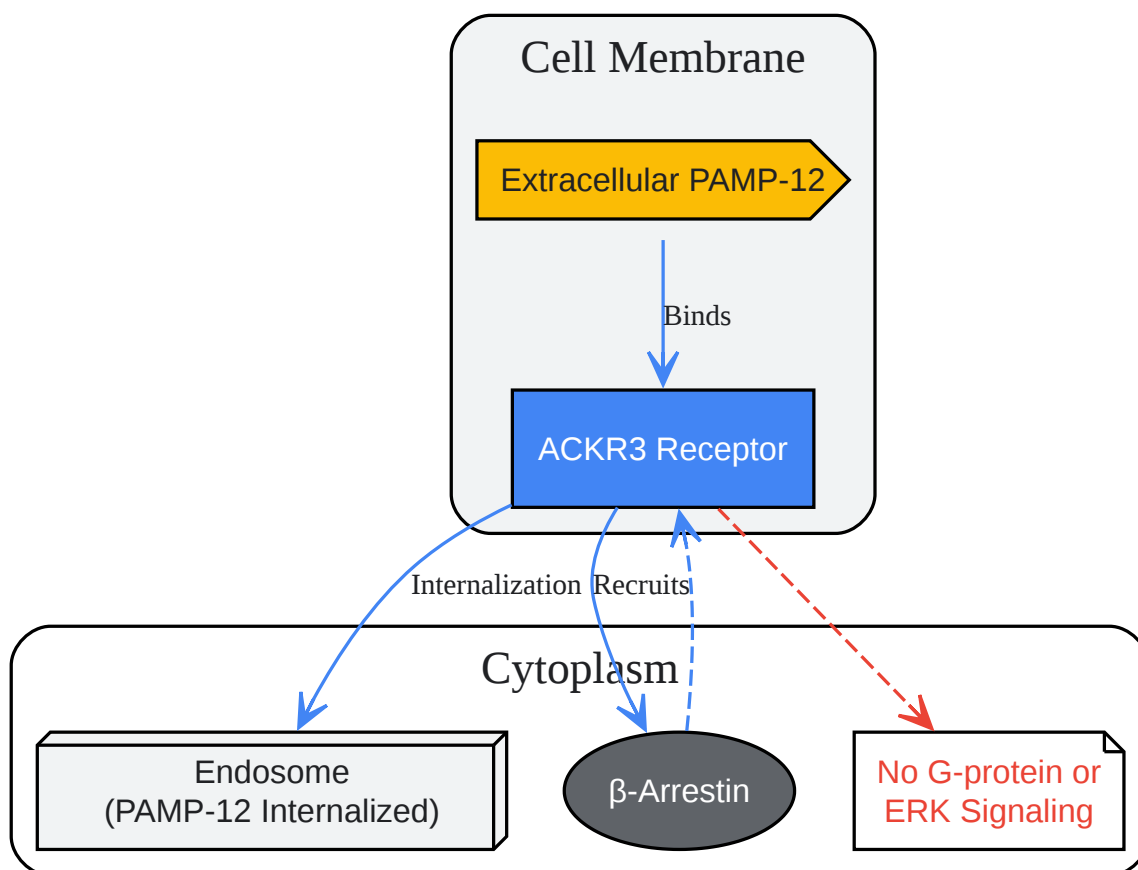 Cell Membrane
Extracellular PAMP-12
Binds
ACKR3 Receptor
Internalization
Recruits
Cytoplasm
Endosome
(PAMP-12 Internalized)
β-Arrestin
No G-protein or
ERK Signaling